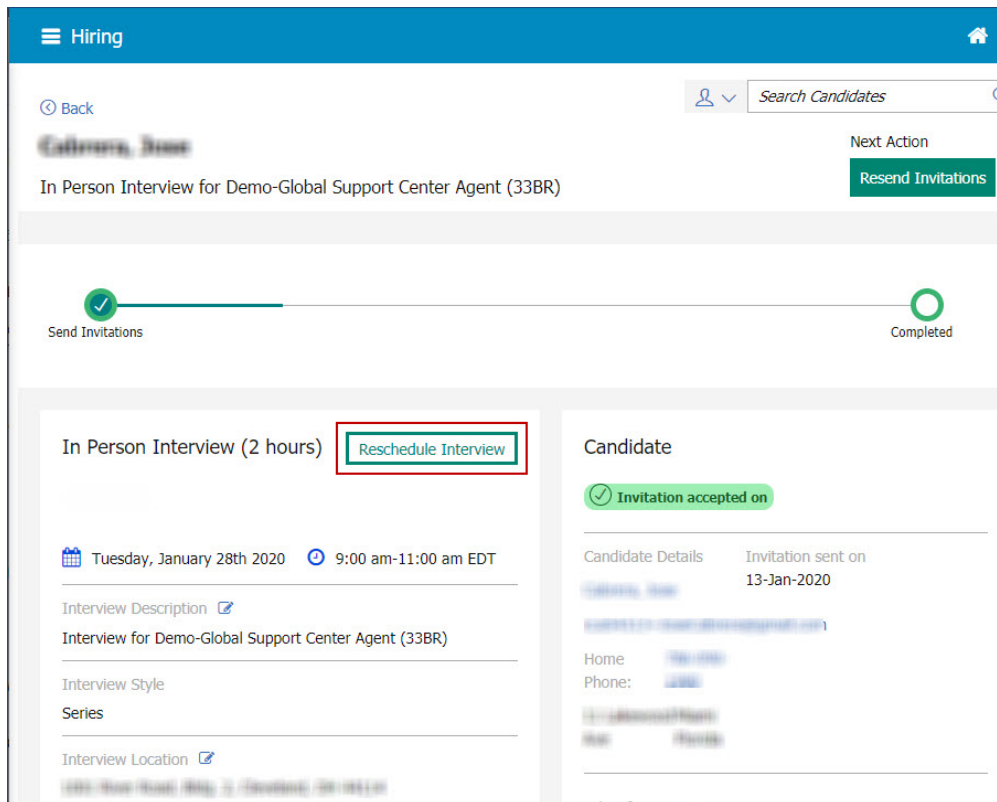 Hiring
Back
Search Candidates
Next Action
In Person Interview for Demo-Global Support Center Agent (33BR)
Resend Invitations
Send Invitations
Completed
In Person Interview (2 hours)
Reschedule Interview
Tuesday, January 28th 2020
9:00 am-11:00 am EDT
Interview Description
Interview for Demo-Global Support Center Agent (33BR)
Interview Style
Series
Interview Location
Candidate
Invitation accepted on
Candidate Details
Invitation sent on
13-Jan-2020
Home
Phone: